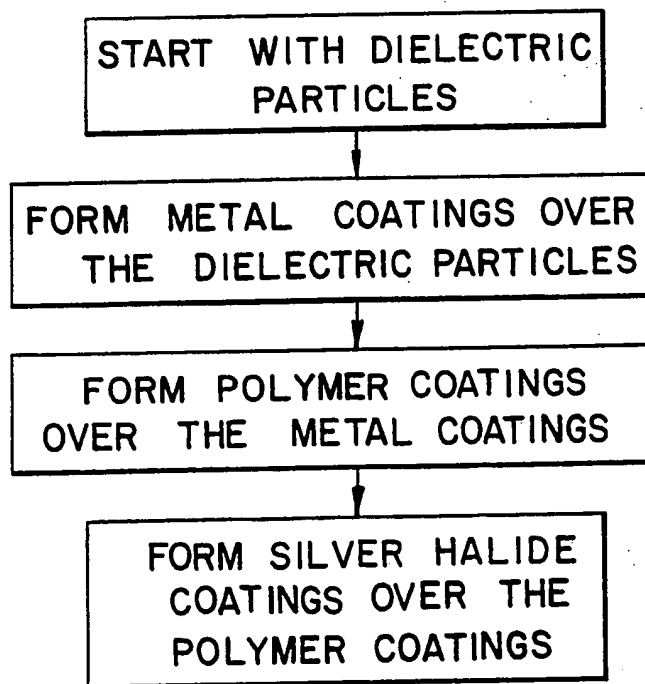 START WITH DIELECTRIC
PARTICLES
FORM METAL COATINGS OVER
THE DIELECTRIC PARTICLES
FORM POLYMER COATINGS
OVER THE METAL COATINGS
FORM SILVER HALIDE
COATINGS OVER THE
POLYMER COATINGS